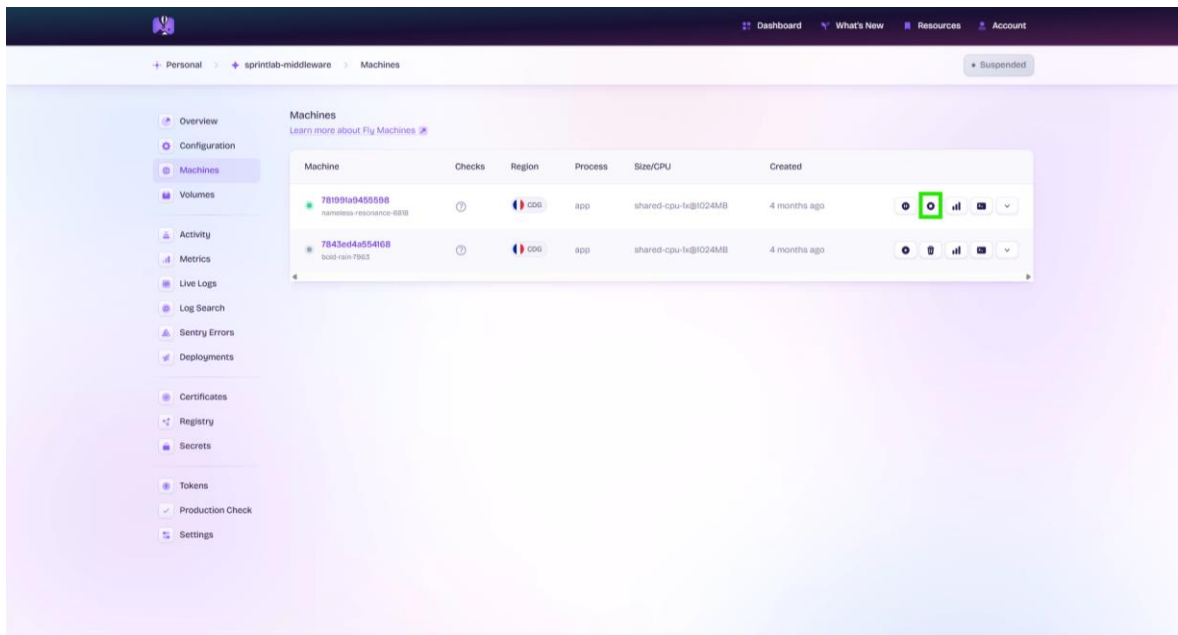 Dashboard What's New Resources Account
Personal sprintlab-middleware Machines Suspended
Overview
Configuration
Machines
Volumes
Activity
Metrics
Live Logs
Log Search
Sentry Errors
Deployments
Certificates
Registry
Secrets
Tokens
Production Check
Settings
Machines
Learn more about Fly Machines
Machine Checks Region Process Size/CPU Created
781991a9455598 CDG app shared-cpu-1x@1024MB 4 months ago
nameless-resonance-6818
7843ed4a554168 CDG app shared-cpu-1x@1024MB 4 months ago
bold-rain-7963